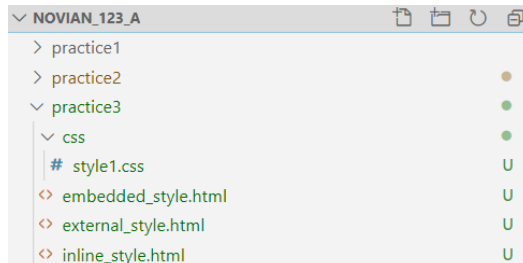 NOVIAN_123_A
practice1
practice2
practice3
css
# style1.css U
<> embedded_style.html U
<> external_style.html U
<> inline_style.html U